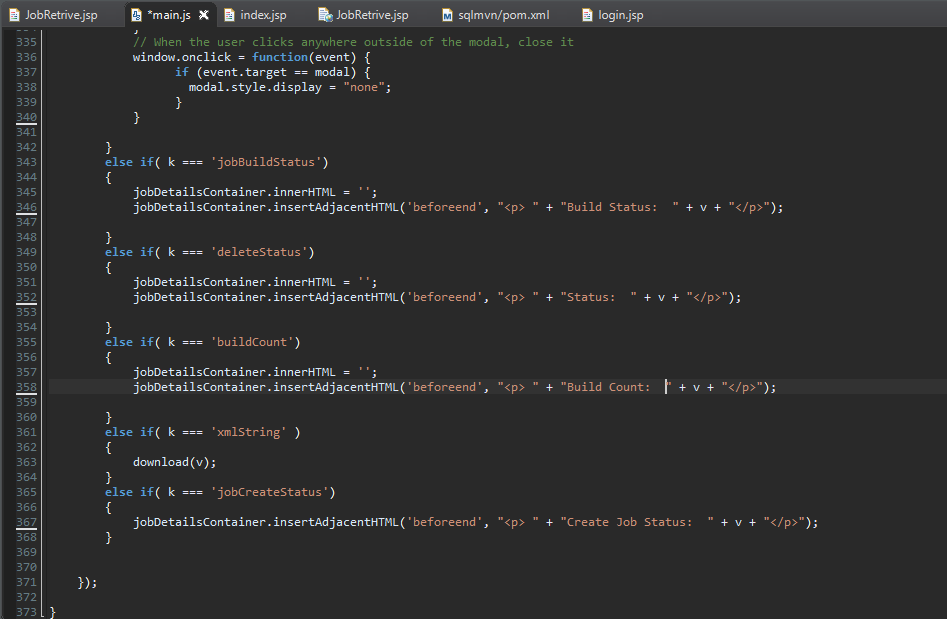 JobRetrive.jsp *main.js index.jsp JobRetrive.jsp sqlmvn/pom.xml login.jsp
}
335 // When the user clicks anywhere outside of the modal, close it
336 window.onclick = function(event) {
337 if (event.target == modal) {
338 modal.style.display = "none";
339 }
340 }
341
342 }
343 else if( k === 'jobBuildStatus')
344 {
345 jobDetailsContainer.innerHTML = '';
346 jobDetailsContainer.insertAdjacentHTML('beforeend', "<p> " + "Build Status:  " + v + "</p>");
347
348 }
349 else if( k === 'deleteStatus')
350 {
351 jobDetailsContainer.innerHTML = '';
352 jobDetailsContainer.insertAdjacentHTML('beforeend', "<p> " + "Status:  " + v + "</p>");
353
354 }
355 else if( k === 'buildCount')
356 {
357 jobDetailsContainer.innerHTML = '';
358 jobDetailsContainer.insertAdjacentHTML('beforeend', "<p> " + "Build Count:  " + v + "</p>");
359
360 }
361 else if( k === 'xmlString' )
362 {
363 download(v);
364 }
365 else if( k === 'jobCreateStatus')
366 {
367 jobDetailsContainer.insertAdjacentHTML('beforeend', "<p> " + "Create Job Status:  " + v + "</p>");
368 }
369
370
371 });
372
373 }